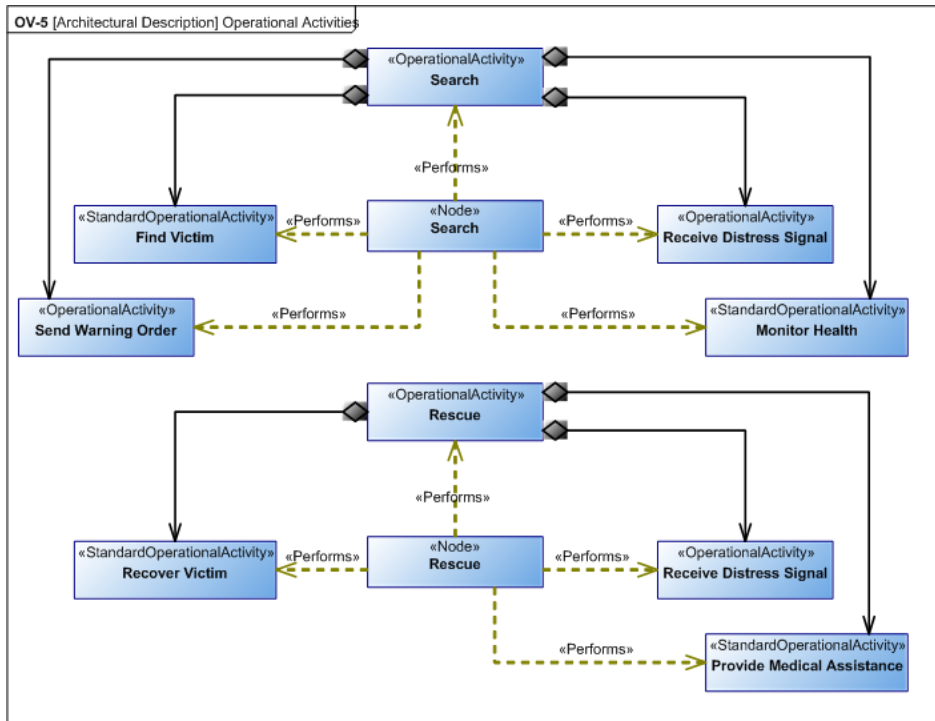 OV-5 [Architectural Description] Operational Activities
«OperationalActivity»
Search
«Performs»
«StandardOperationalActivity»
Find Victim
«Performs»
«Node»
Search
«Performs»
«OperationalActivity»
Receive Distress Signal
«OperationalActivity»
Send Warning Order
«Performs»
«Performs»
«StandardOperationalActivity»
Monitor Health
«OperationalActivity»
Rescue
«Performs»
«StandardOperationalActivity»
Recover Victim
«Performs»
«Node»
Rescue
«Performs»
«OperationalActivity»
Receive Distress Signal
«Performs»
«StandardOperationalActivity»
Provide Medical Assistance